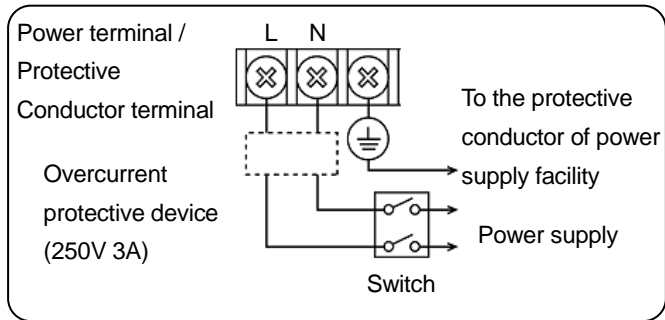 Power terminal /
Protective
Conductor terminal
L N
To the protective
conductor of power
supply facility
Overcurrent
protective device
(250V 3A)
Power supply
Switch